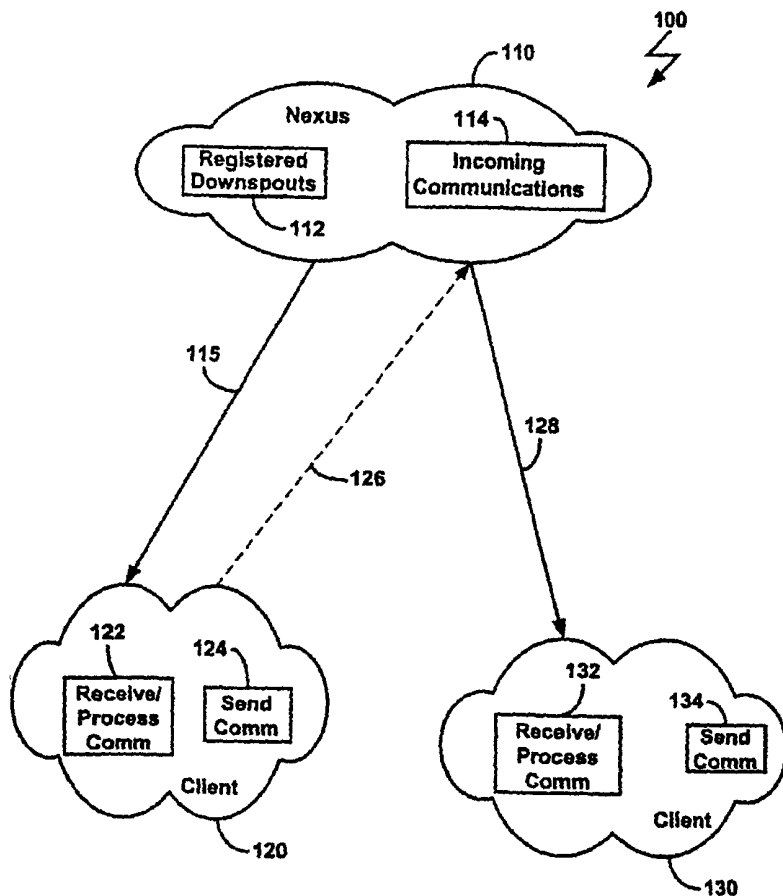 100
110
Nexus
114
Registered
Downspouts
Incoming
Communications
112
115
128
126
122
124
132
134
Receive/
Process
Comm
Send
Comm
Receive/
Process
Comm
Send
Comm
Client
Client
120
130